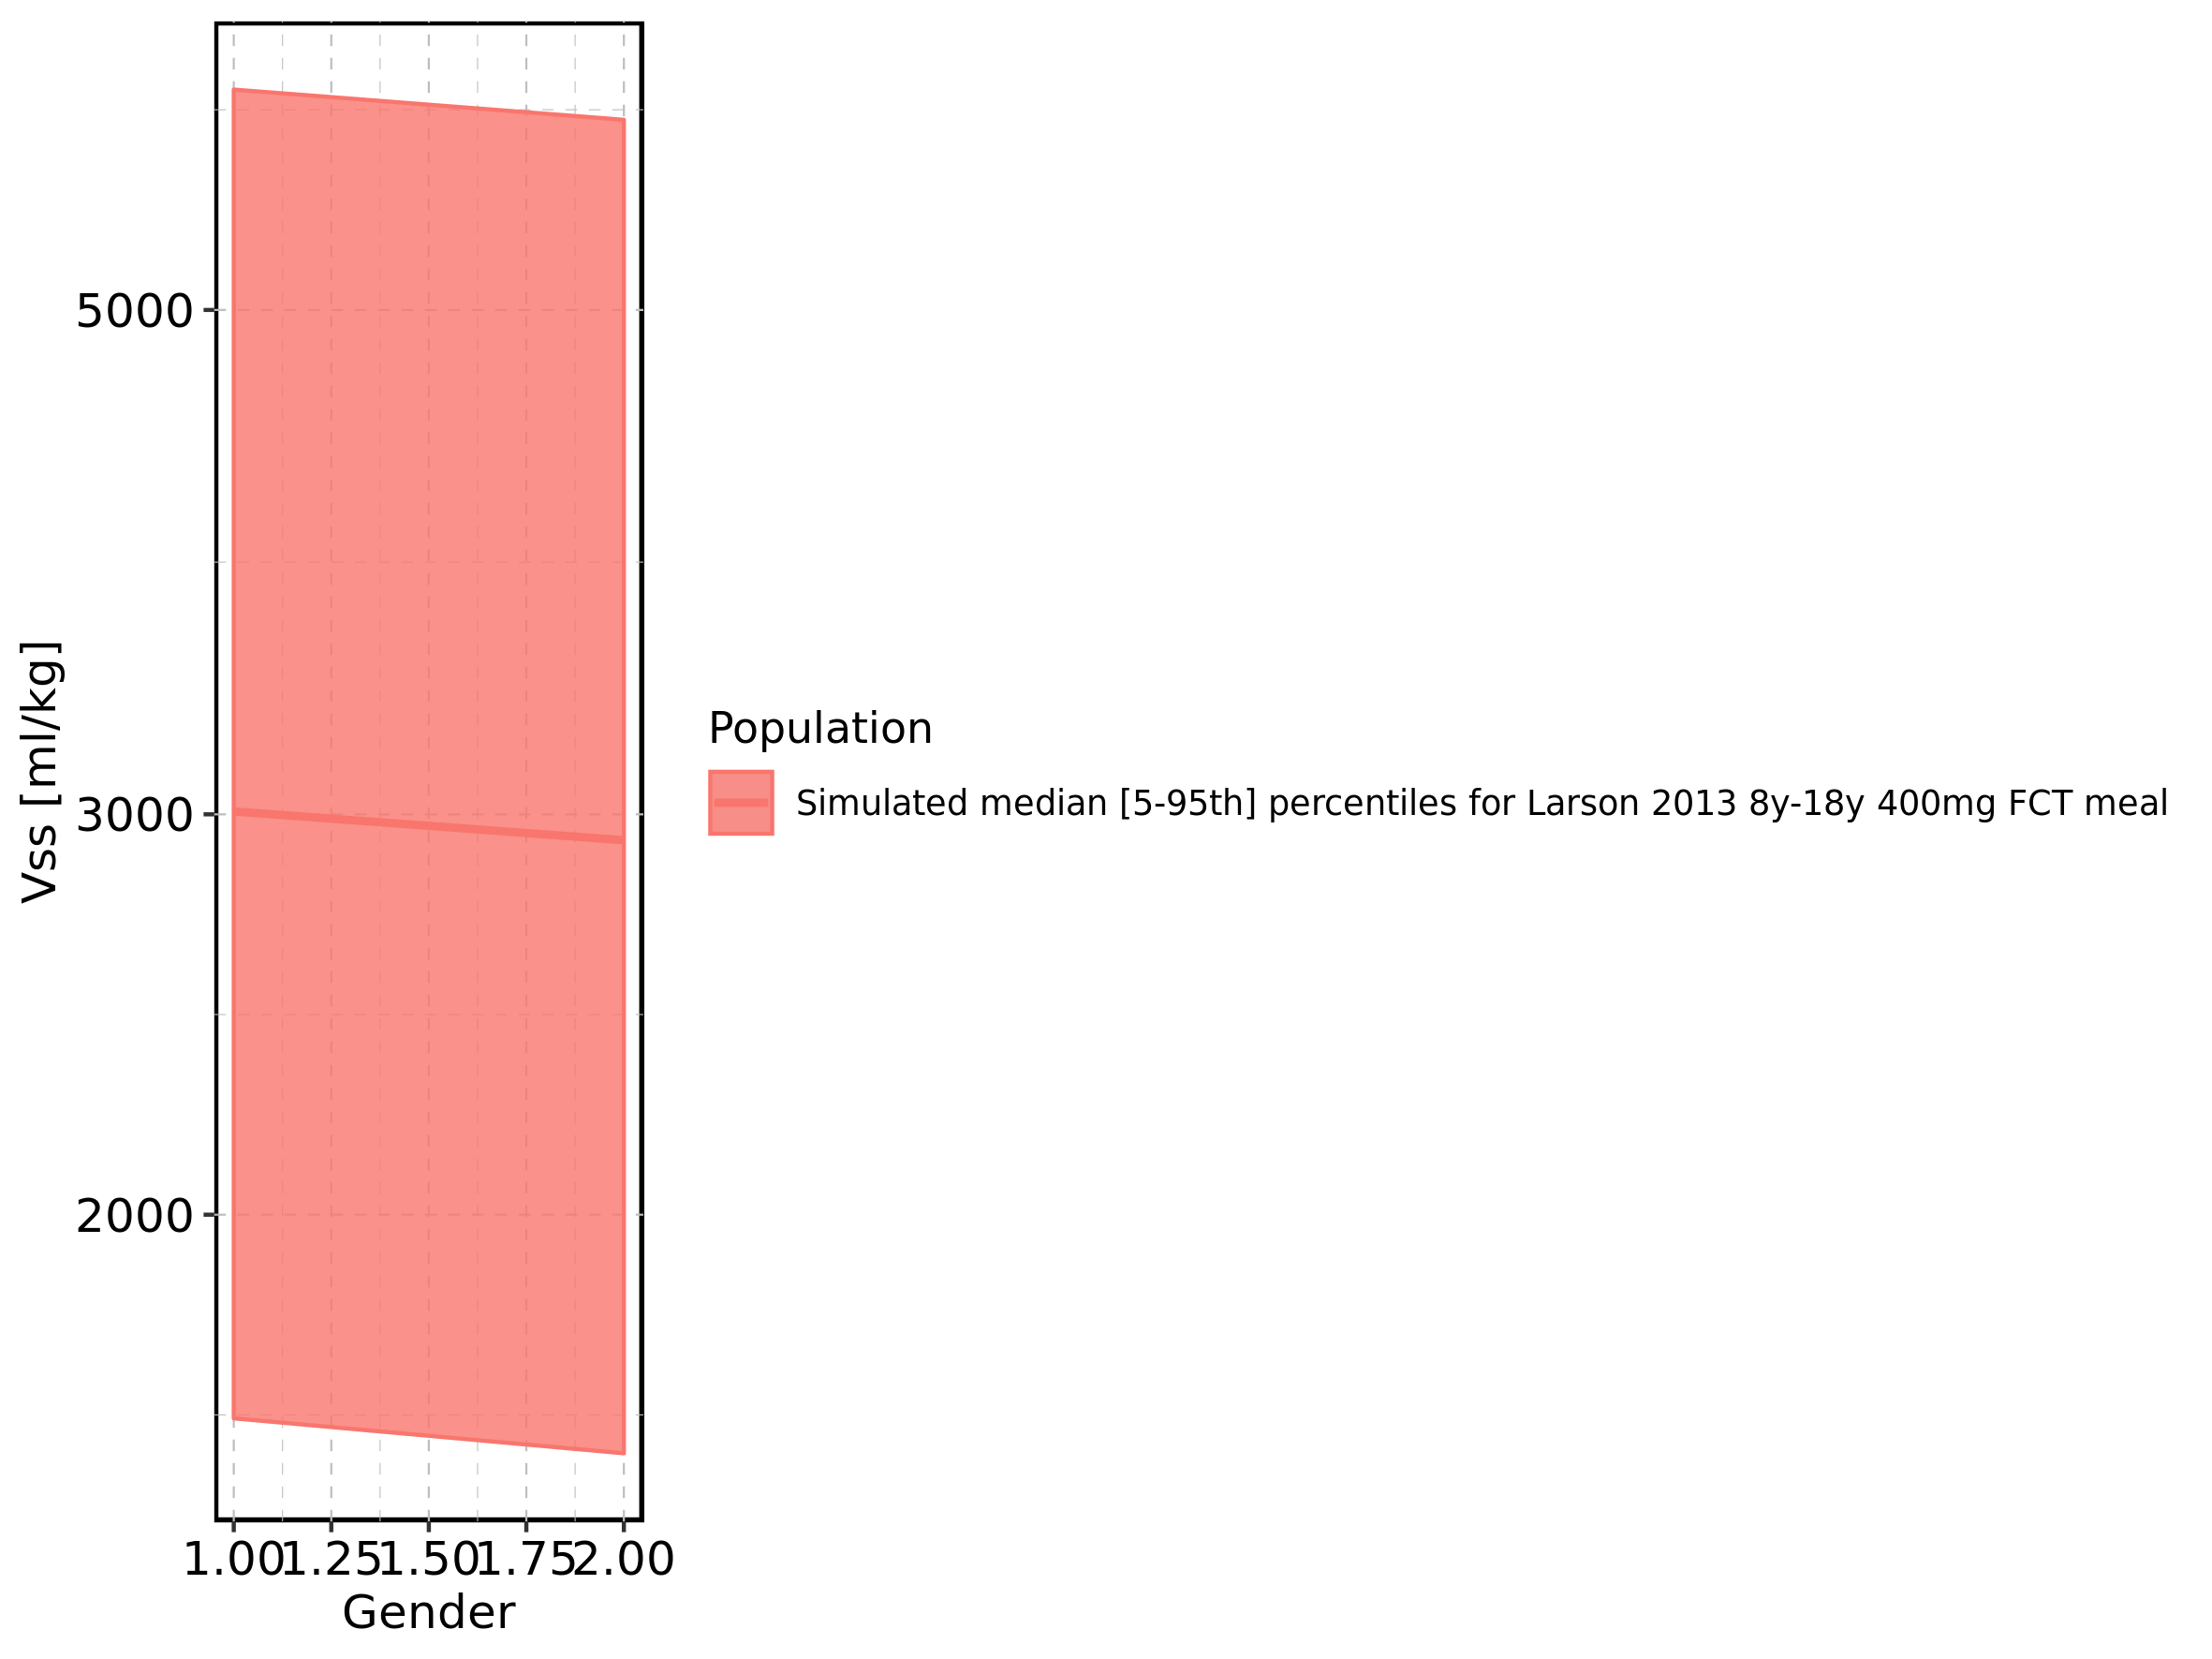 Vss [ml/kg]
5000
3000
2000
1.00 1.25 1.50 1.75 2.00
Gender
Population
Simulated median [5-95th] percentiles for Larson 2013 8y-18y 400mg FCT meal